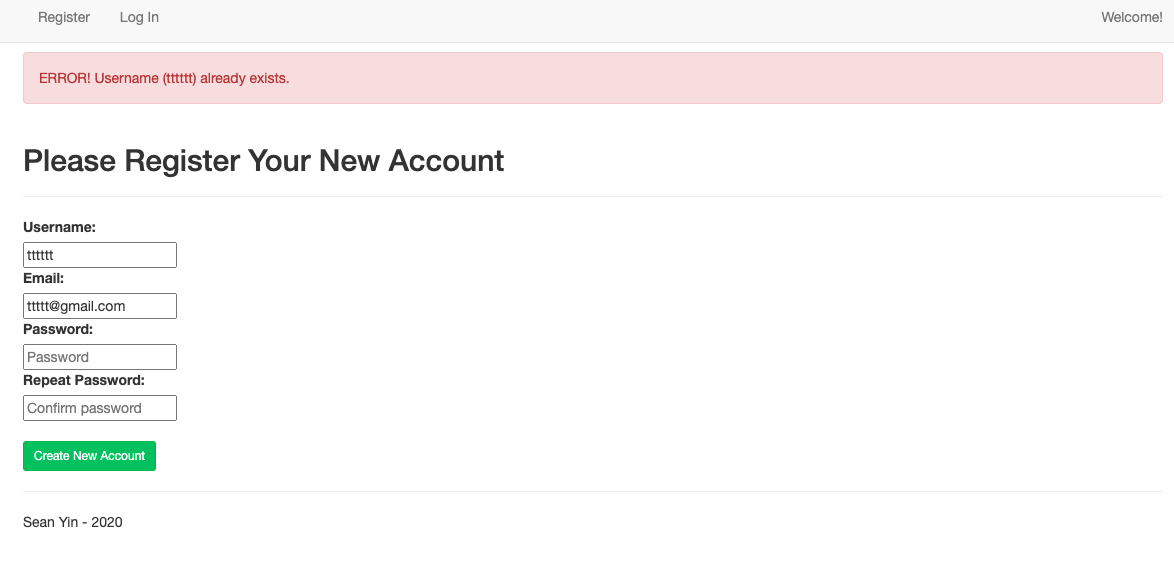 Register Log In Welcome!
ERROR! Username (tttttt) already exists.
Please Register Your New Account
Username:
tttttt
Email:
ttttt@gmail.com
Password:
Password
Repeat Password:
Confirm password
Create New Account
Sean Yin - 2020